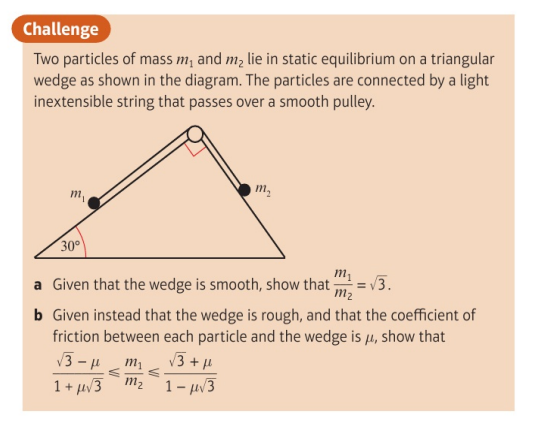 Challenge
Two particles of mass m₁ and m₂ lie in static equilibrium on a triangular
wedge as shown in the diagram. The particles are connected by a light
inextensible string that passes over a smooth pulley.
m₁
m₂
30°
a Given that the wedge is smooth, show that m₁/m₂ = √3.
b Given instead that the wedge is rough, and that the coefficient of
friction between each particle and the wedge is μ, show that
(√3 − μ)/(1 + μ√3) ⩽ m₁/m₂ ⩽ (√3 + μ)/(1 − μ√3)